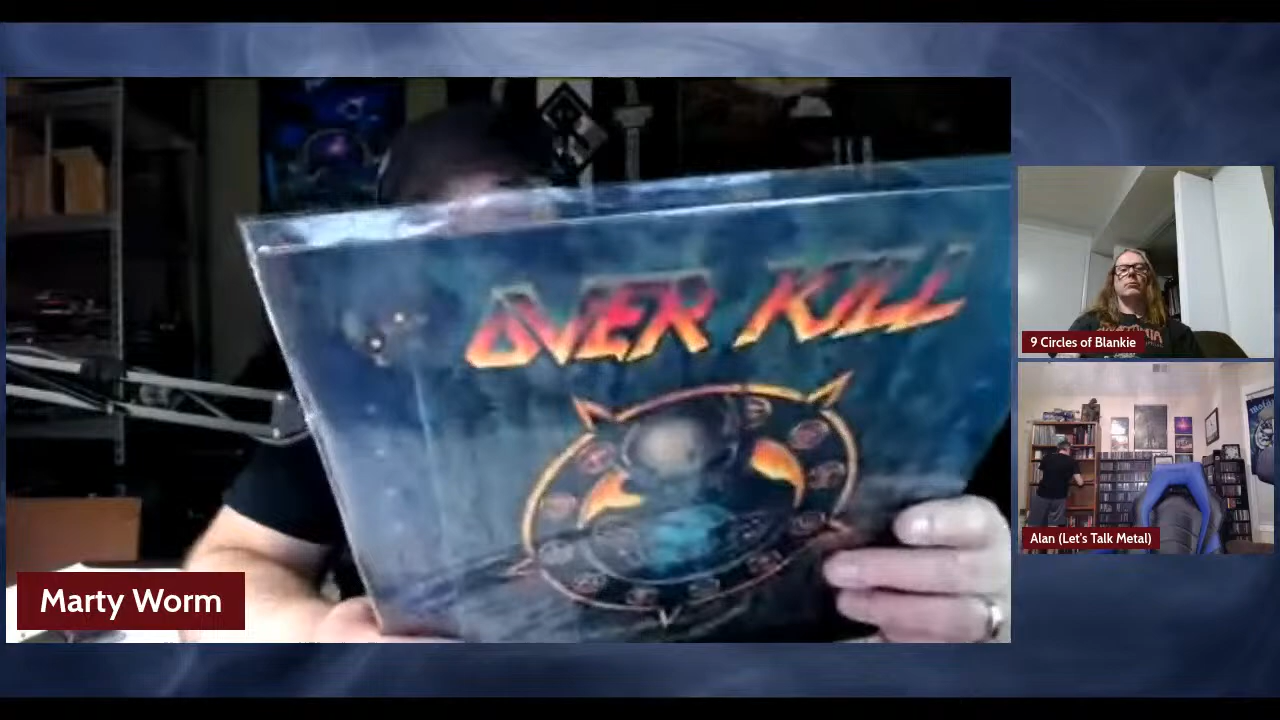 OVER KILL
Marty Worm
9 Circles of Blankie
Alan (Let's Talk Metal)